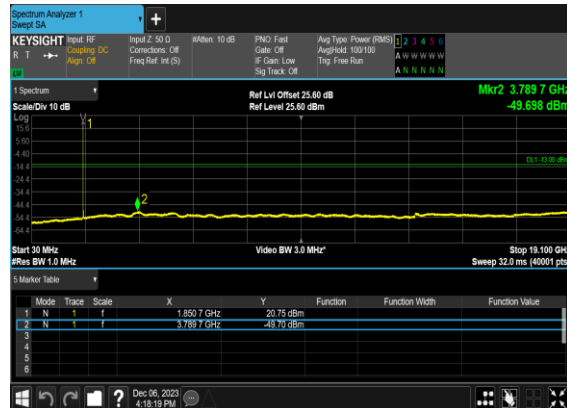 Spectrum Analyzer 1
Swept SA
+
KEYSIGHT
R T
Input: RF
Coupling: DC
Align: Off
Input Z: 50 Ω
Corrections: Off
Freq Ref: Int (S)
#Atten: 10 dB
PNO: Fast
Gate: Off
IF Gain: Low
Sig Track: Off
Avg Type: Power (RMS)
Avg|Hold: 100/100
Trig: Free Run
1 2 3 4 5 6
A W W W W W
A N N N N N
1 Spectrum
Scale/Div 10 dB
Ref Lvl Offset 25.60 dB
Ref Level 25.60 dBm
Mkr2 3.789 7 GHz
-49.698 dBm
Log
15.6
5.60
-4.40
-14.4
-24.4
-34.4
-44.4
-54.4
-64.4
1
2
DL1 -13.00 dBm
Start 30 MHz
#Res BW 1.0 MHz
Video BW 3.0 MHz*
Stop 19.100 GHz
Sweep 32.0 ms (40001 pts)
5 Marker Table
Mode Trace Scale X Y Function Function Width Function Value
1 N 1 f 1.850 7 GHz 20.75 dBm
2 N 1 f 3.789 7 GHz -49.70 dBm
3
4
5
6
?
Dec 06, 2023
4:18:19 PM